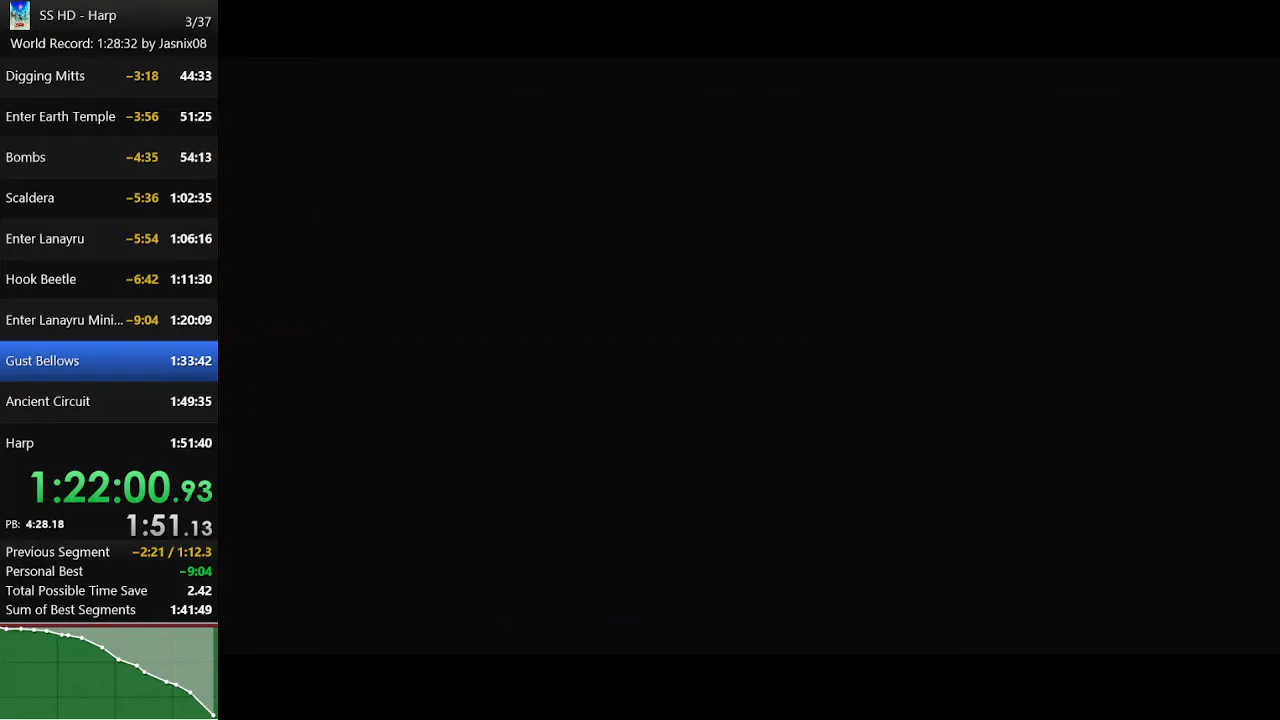 SS HD - Harp
3/37
World Record: 1:28:32 by Jasnix08
Digging Mitts −3:18 44:33
Enter Earth Temple −3:56 51:25
Bombs −4:35 54:13
Scaldera −5:36 1:02:35
Enter Lanayru −5:54 1:06:16
Hook Beetle −6:42 1:11:30
Enter Lanayru Mini... −9:04 1:20:09
Gust Bellows 1:33:42
Ancient Circuit 1:49:35
Harp 1:51:40
1:22:00.93
PB: 4:28.18 1:51.13
Previous Segment −2:21 / 1:12.3
Personal Best −9:04
Total Possible Time Save 2.42
Sum of Best Segments 1:41:49